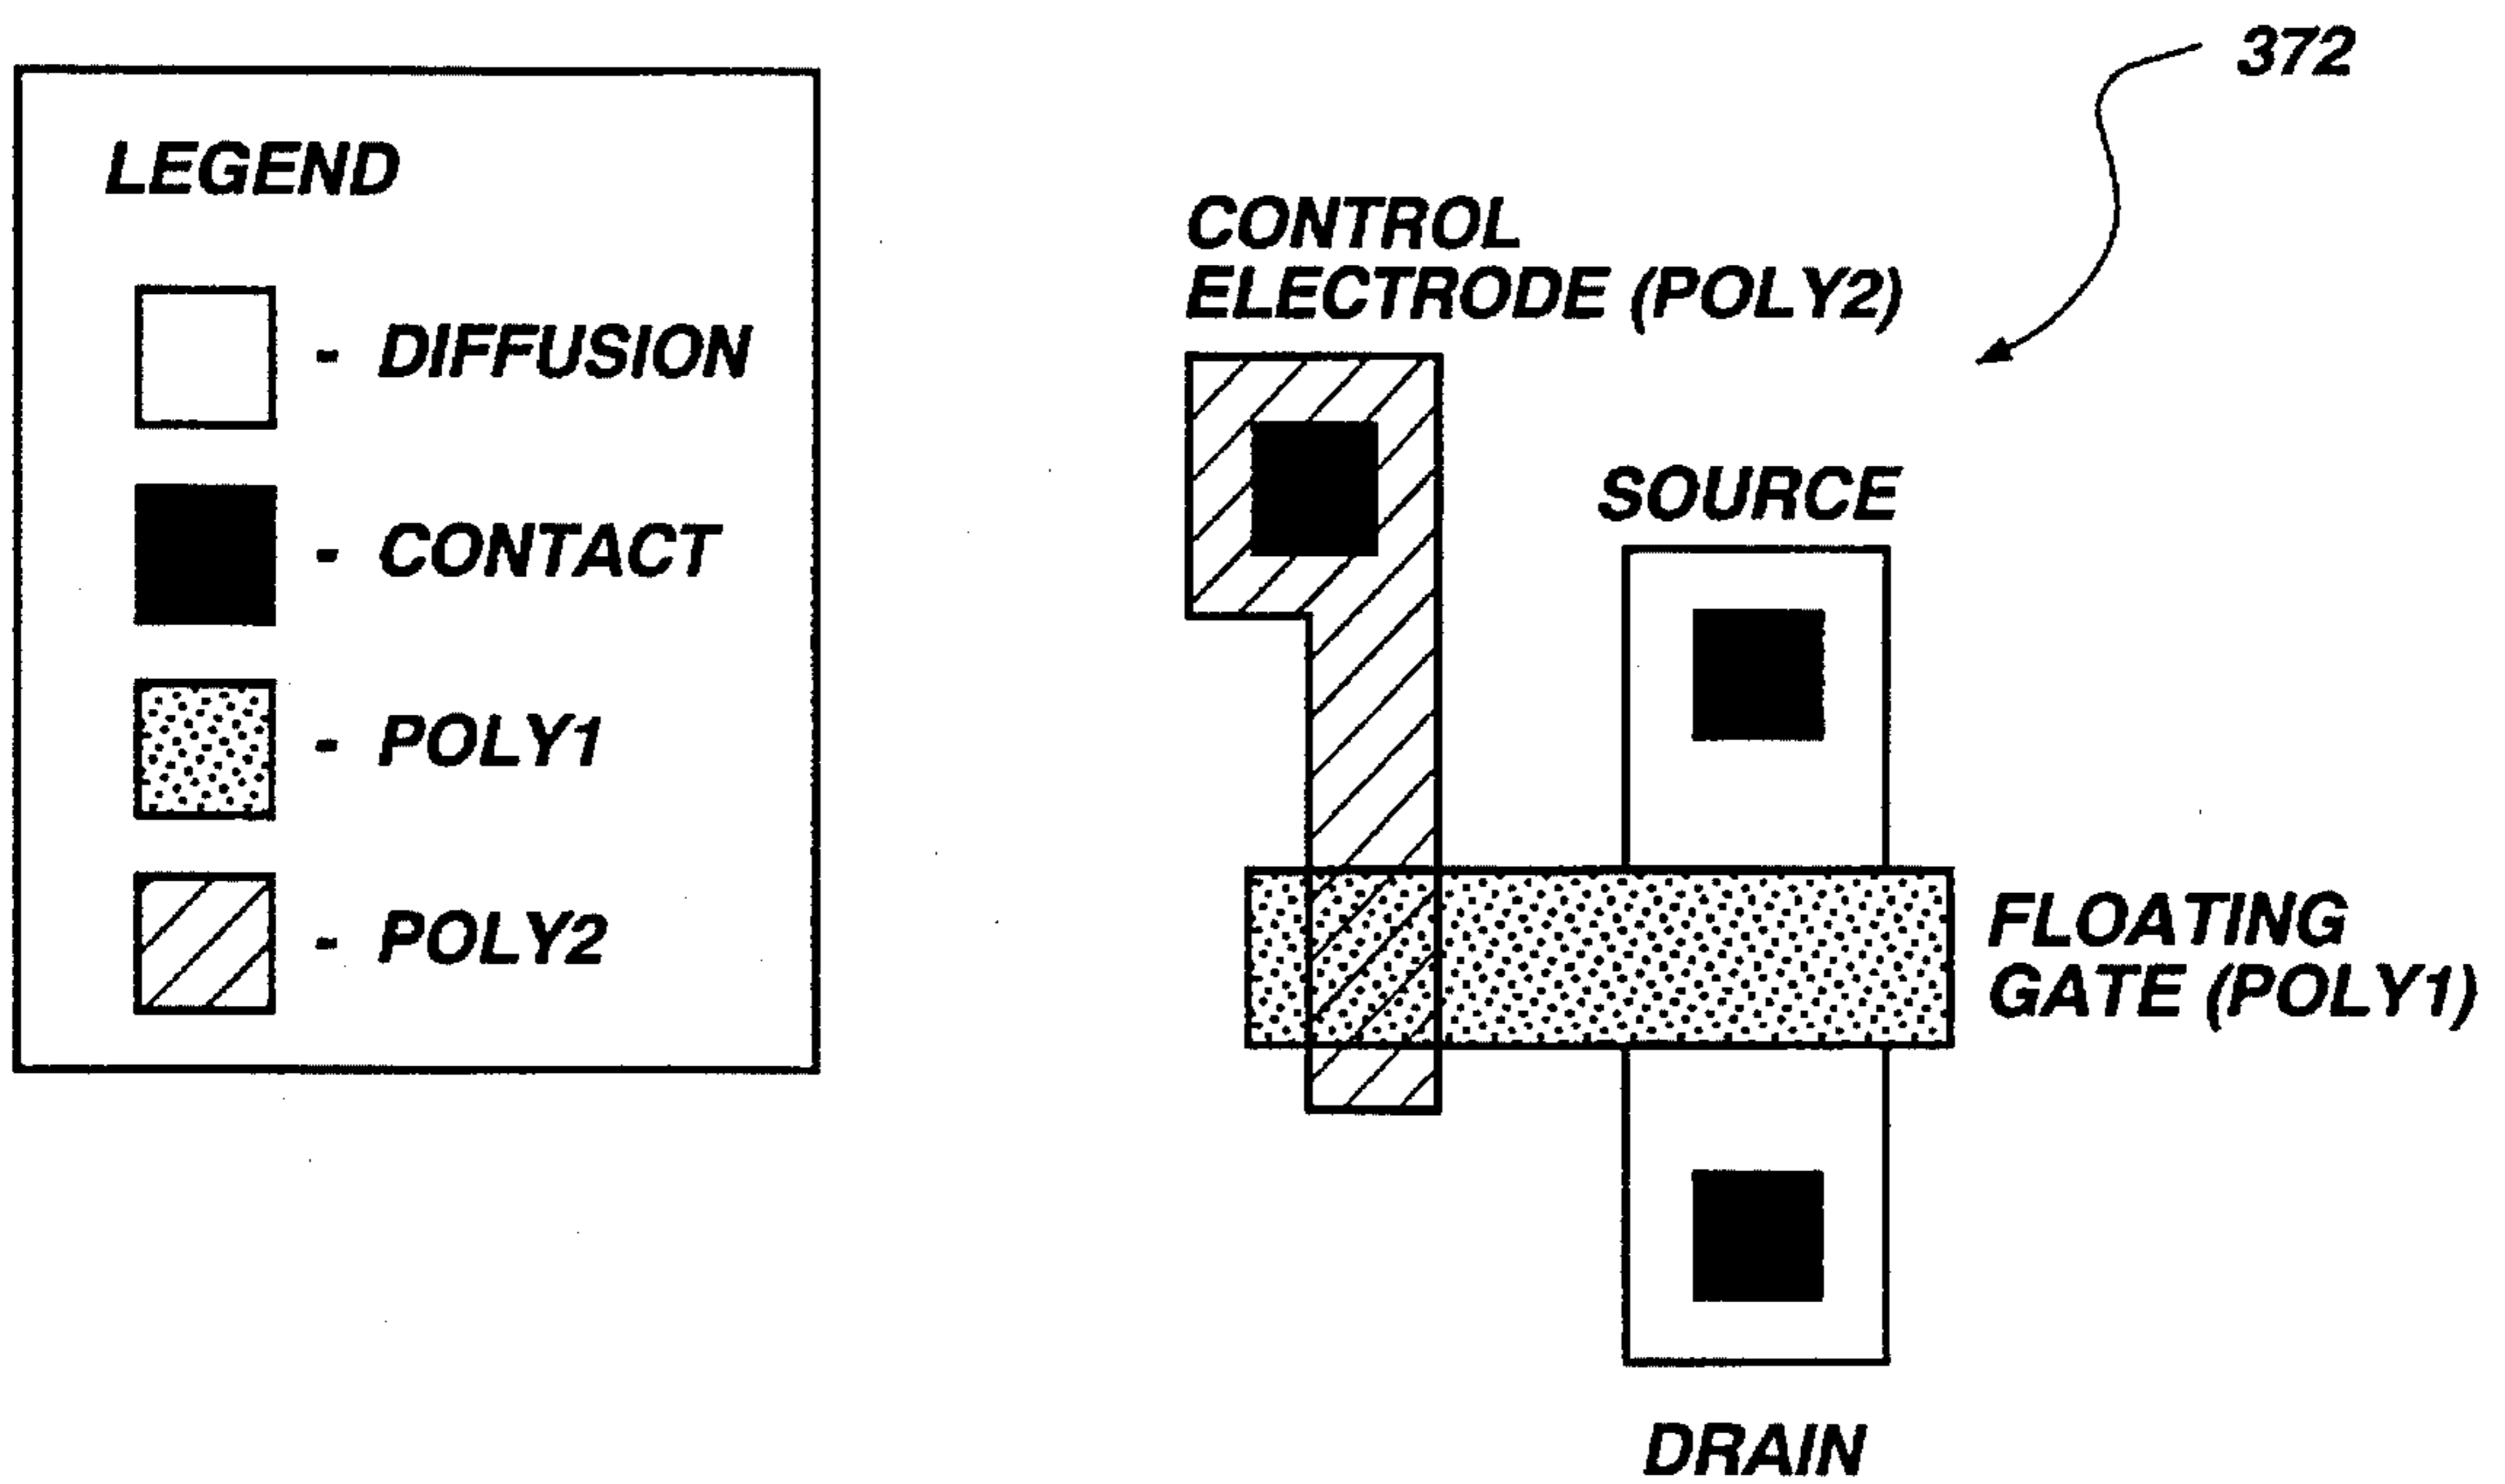 LEGEND
- DIFFUSION
- CONTACT
- POLY1
- POLY2
372
CONTROL
ELECTRODE (POLY2)
SOURCE
FLOATING
GATE (POLY1)
DRAIN